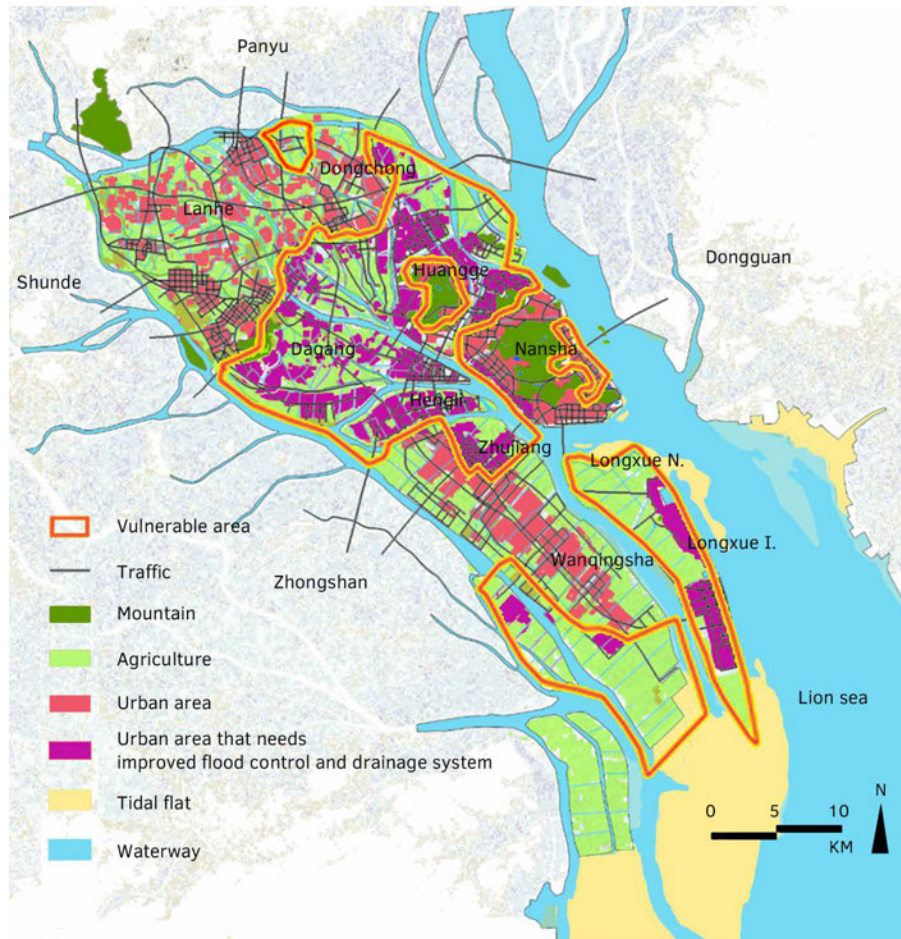 Panyu
Dongchong
Lanhe
Dongguan
Huangge
Shunde
Nansha
Dagang
Hengli
Zhujiang
Longxue N.
Longxue I.
Wanqingsha
Zhongshan
Lion sea
Vulnerable area
Traffic
Mountain
Agriculture
Urban area
Urban area that needs
improved flood control and drainage system
Tidal flat
Waterway
N
0 5 10
KM